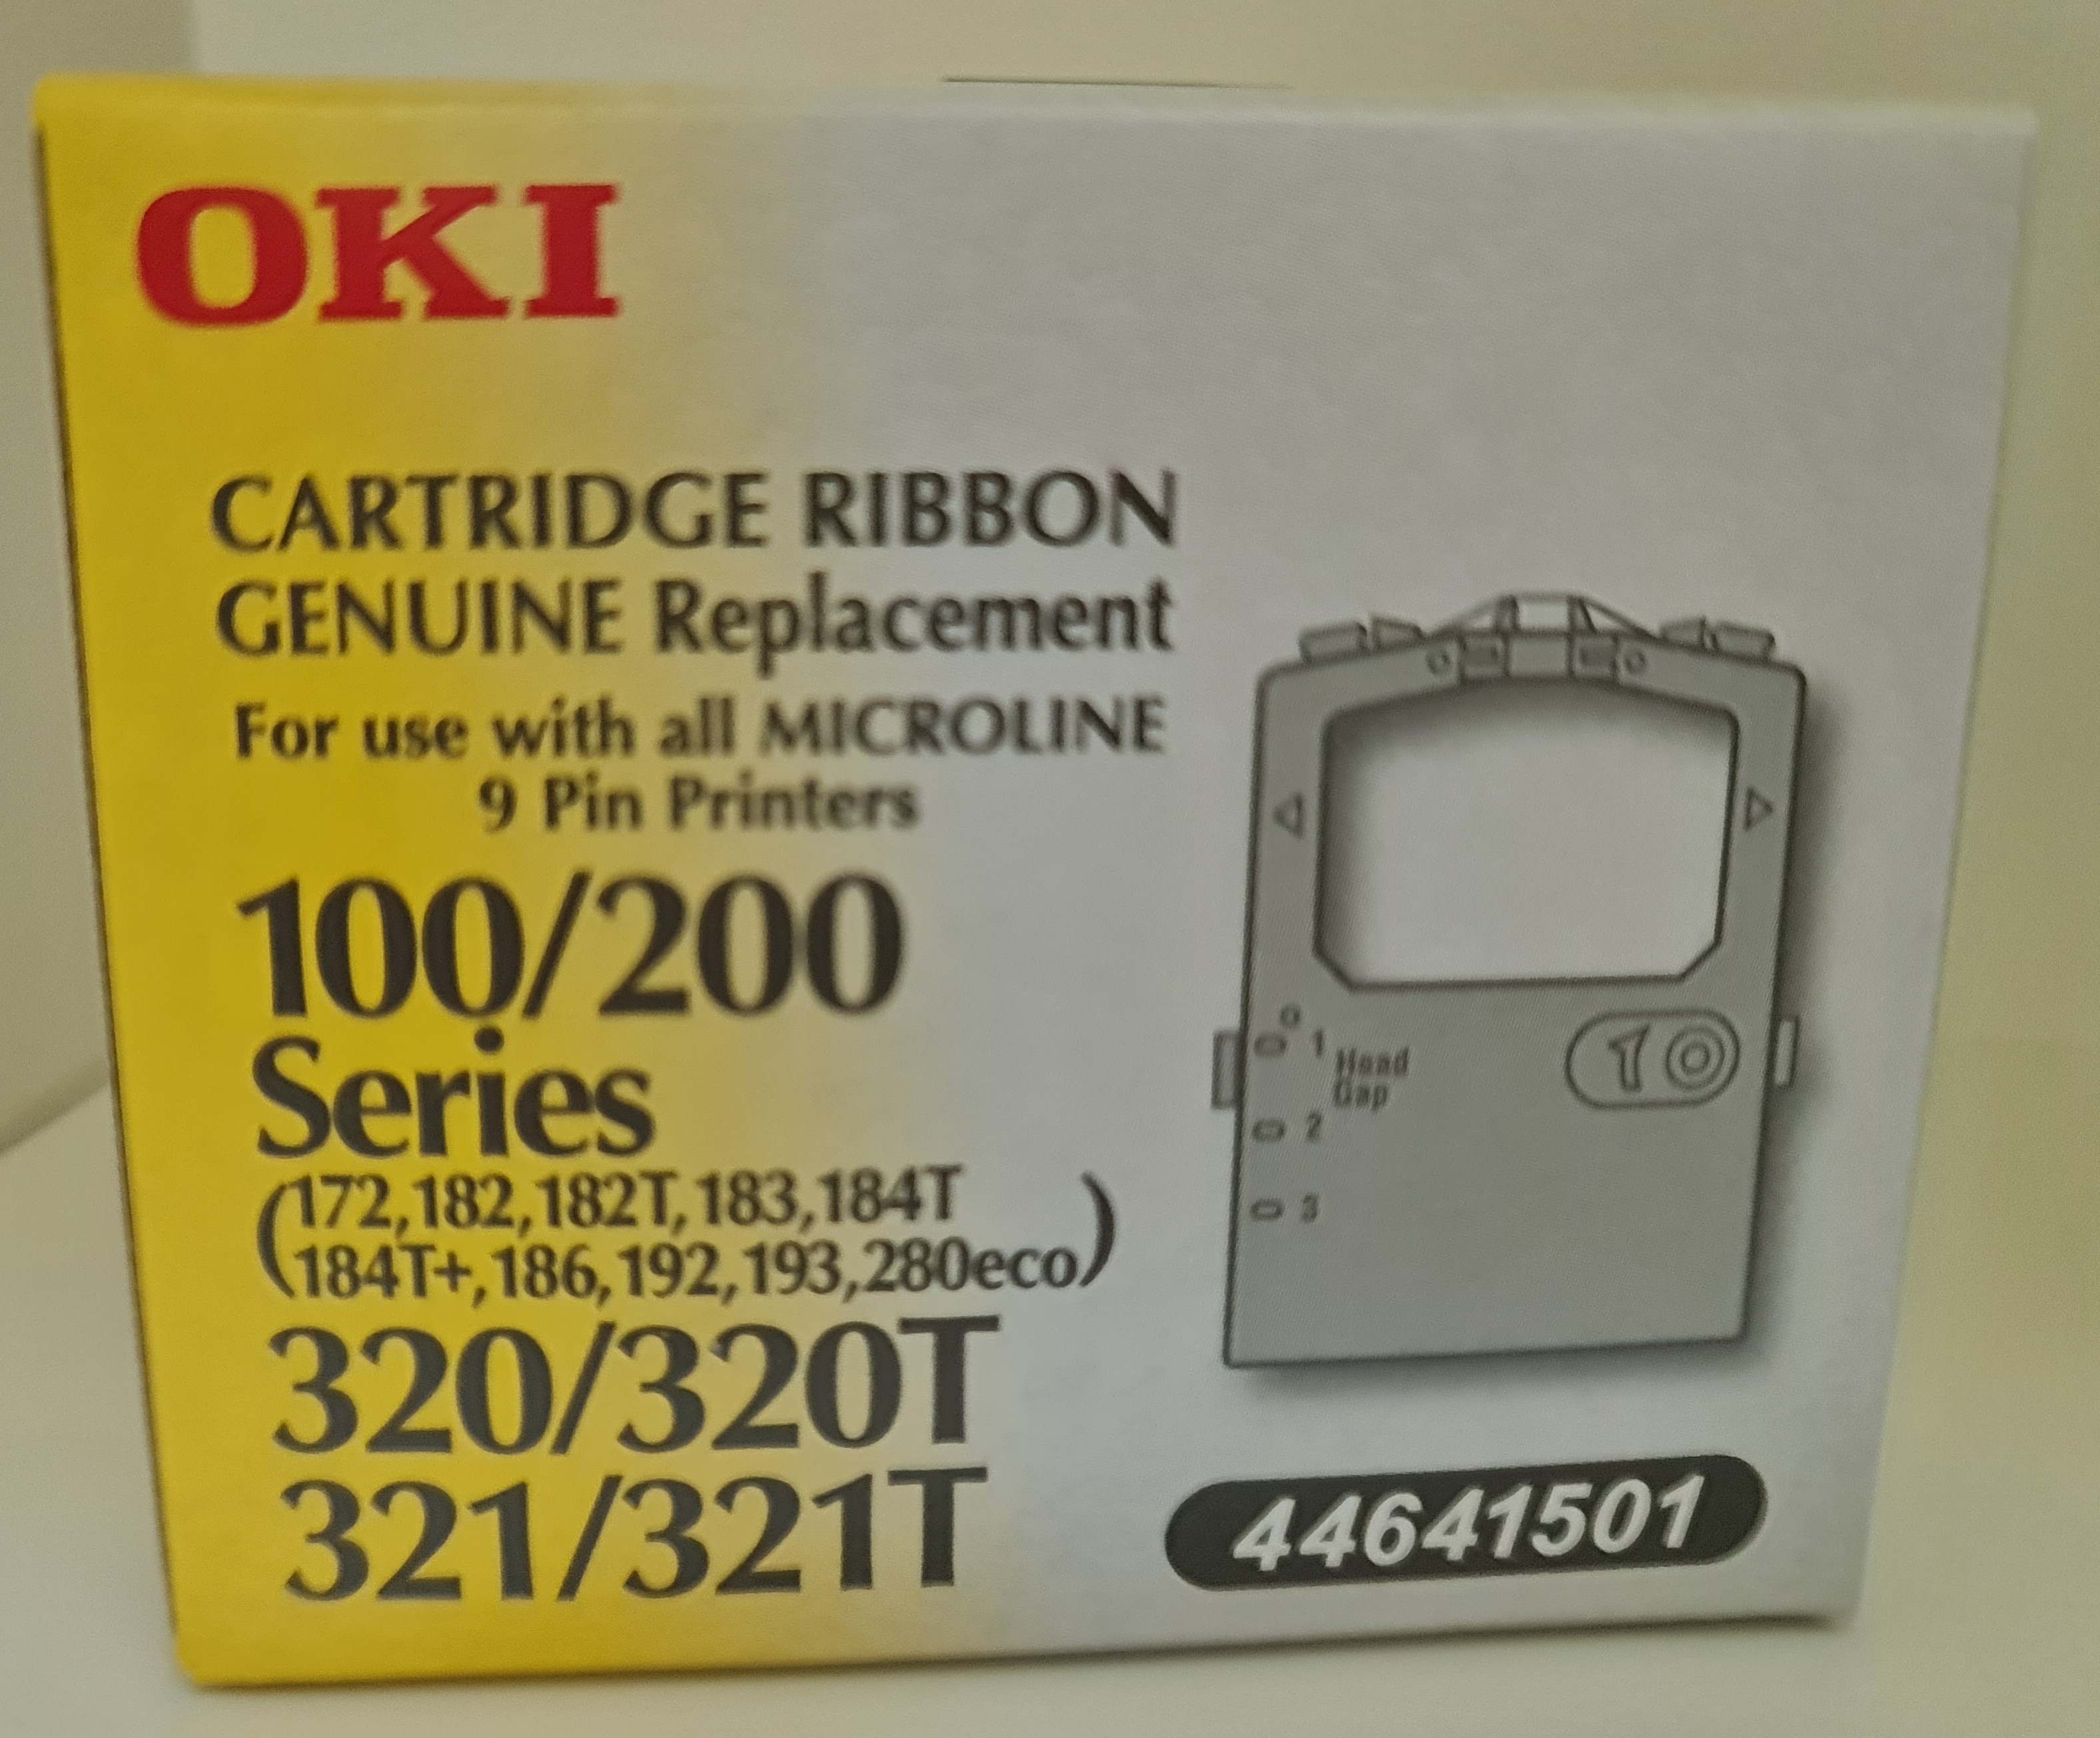 OKI
CARTRIDGE RIBBON
GENUINE Replacement
For use with all MICROLINE
9 Pin Printers
100/200
Series
(172,182,182T,183,184T
184T+,186,192,193,280eco)
320/320T
321/321T
1 Head
Gap
2
3
10
44641501